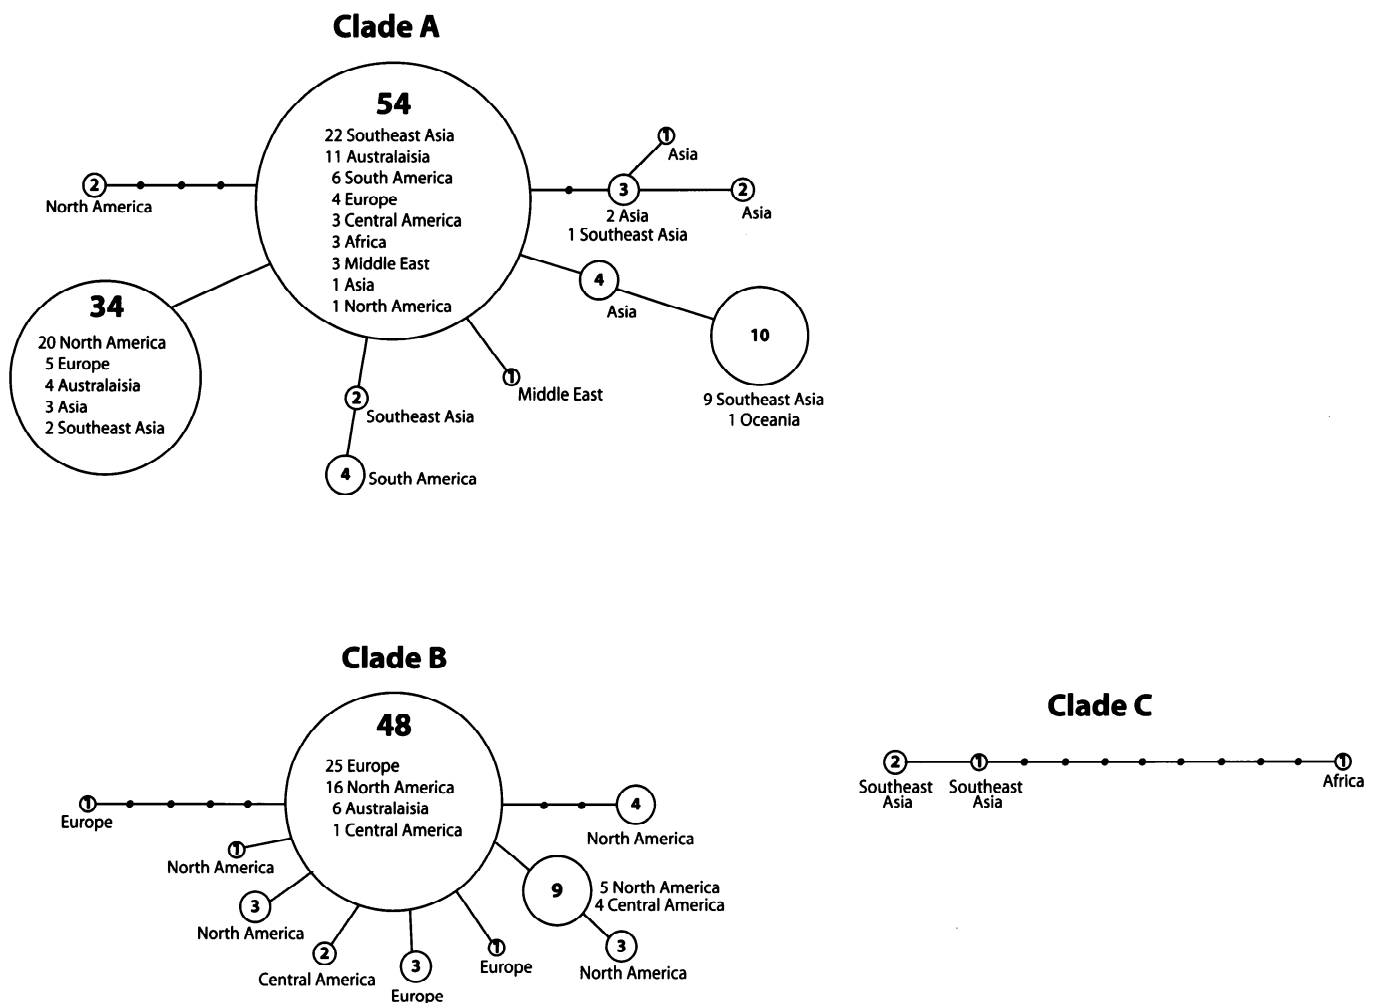 Clade A
54
22 Southeast Asia
11 Australaisia
6 South America
4 Europe
3 Central America
3 Africa
3 Middle East
1 Asia
1 North America
2
North America
1
Asia
3
2 Asia
1 Southeast Asia
2
Asia
4
Asia
10
9 Southeast Asia
1 Oceania
34
20 North America
5 Europe
4 Australaisia
3 Asia
2 Southeast Asia
1
Middle East
2
Southeast Asia
4
South America
Clade B
48
25 Europe
16 North America
6 Australaisia
1 Central America
1
Europe
1
North America
3
North America
2
Central America
3
Europe
1
Europe
4
North America
9
5 North America
4 Central America
3
North America
Clade C
2
Southeast
Asia
1
Southeast
Asia
1
Africa